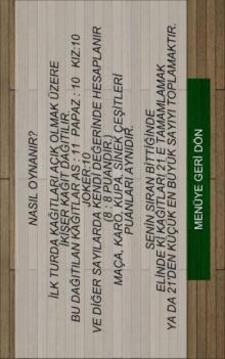 NASIL OYNANIR?
İLK TURDA KAĞITLARI AÇIK OLMAK ÜZERE
İKİŞER KAĞIT DAĞITILIR.
BU DAĞITILAN KAĞITLAR AS : 11 PAPAZ : 10 KIZ:10
JOKER:10
VE DİĞER SAYILARDA KENDİ DEĞERİNDE HESAPLANIR
(8 : 8 PUANDIR.)
MAÇA, KARO, KUPA, SİNEK ÇEŞİTLERİ
PUANLARI AYNIDIR.
SENİN SIRAN BİTTİĞİNDE
ELİNDE Kİ KAĞITLARI 21 E TAMAMLAMAK
YA DA 21'DEN KÜÇÜK EN BÜYÜK SAYIYI TOPLAMAKTIR.
MENÜYE GERİ DÖN